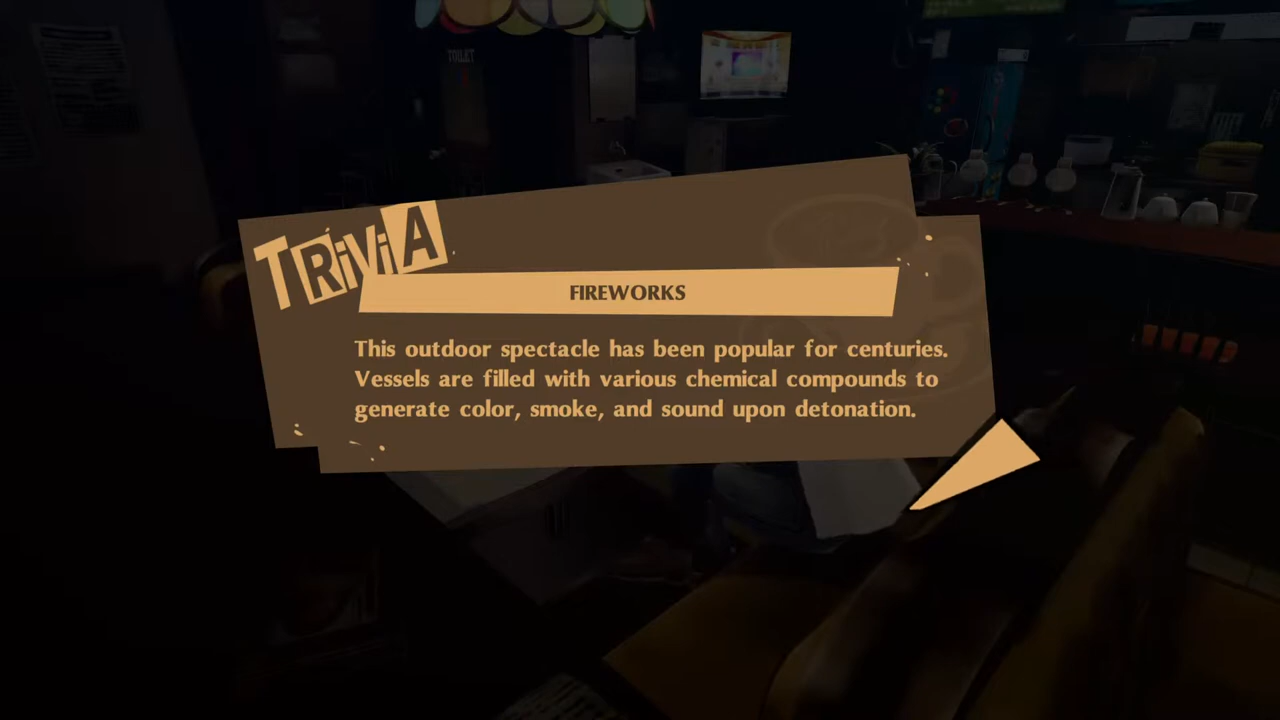 TOILET
TRiViA
FIREWORKS
This outdoor spectacle has been popular for centuries.
Vessels are filled with various chemical compounds to
generate color, smoke, and sound upon detonation.